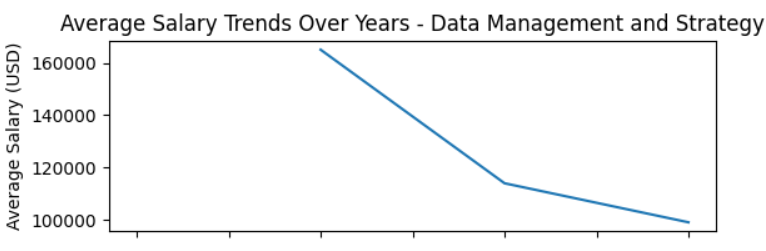 Average Salary Trends Over Years - Data Management and Strategy
Average Salary (USD)
160000
140000
120000
100000